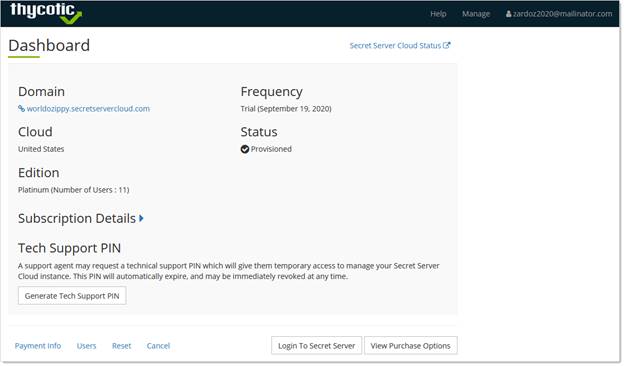 thycotic
Help Manage zardoz2020@mailinator.com
Dashboard
Secret Server Cloud Status
Domain
worldozippy.secretservercloud.com
Frequency
Trial (September 19, 2020)
Cloud
United States
Status
Provisioned
Edition
Platinum (Number of Users : 11)
Subscription Details
Tech Support PIN
A support agent may request a technical support PIN which will give them temporary access to manage your Secret Server
Cloud instance. This PIN will automatically expire, and may be immediately revoked at any time.
Generate Tech Support PIN
Payment Info Users Reset Cancel Login To Secret Server View Purchase Options